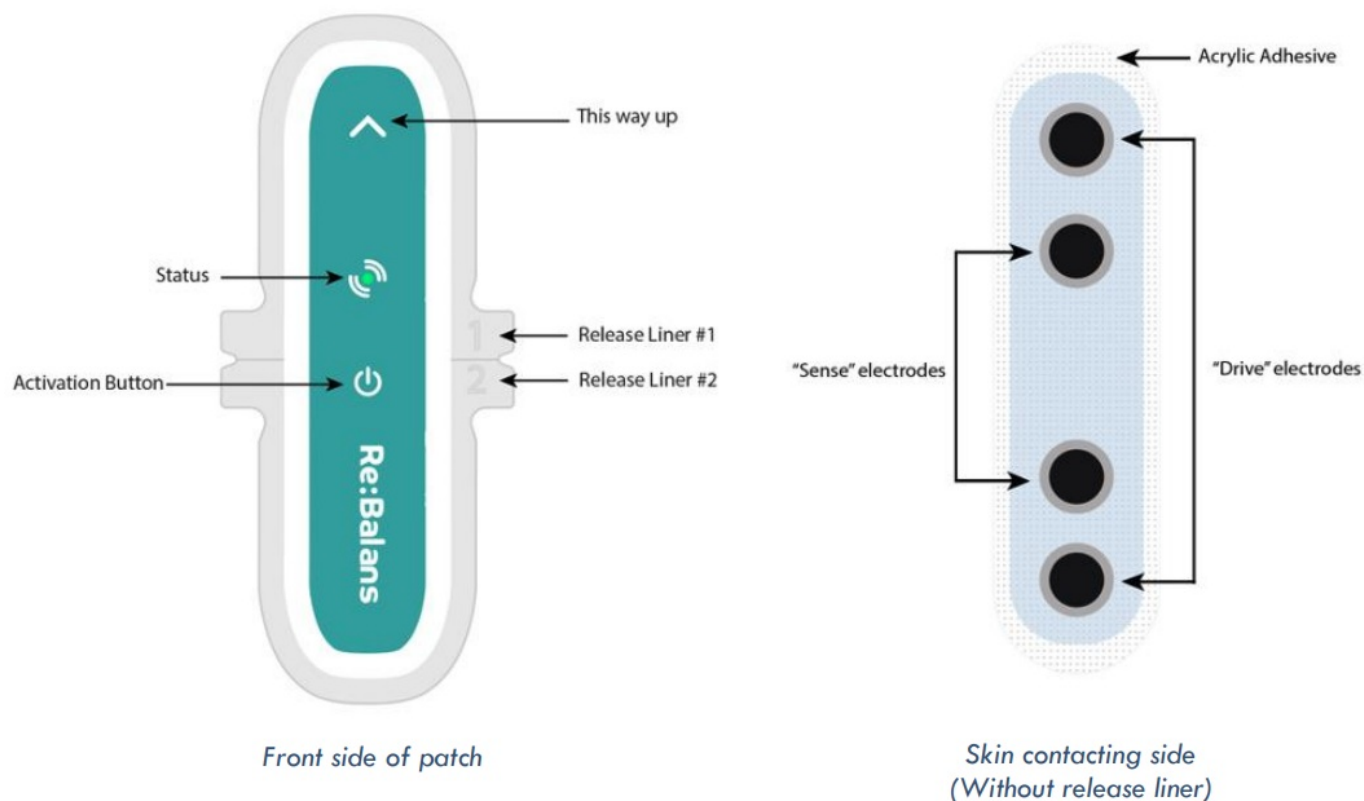 This way up
Status
1
Release Liner #1
2
Release Liner #2
Activation Button
Re:Balans
Front side of patch
Acrylic Adhesive
"Sense" electrodes
"Drive" electrodes
Skin contacting side
(Without release liner)